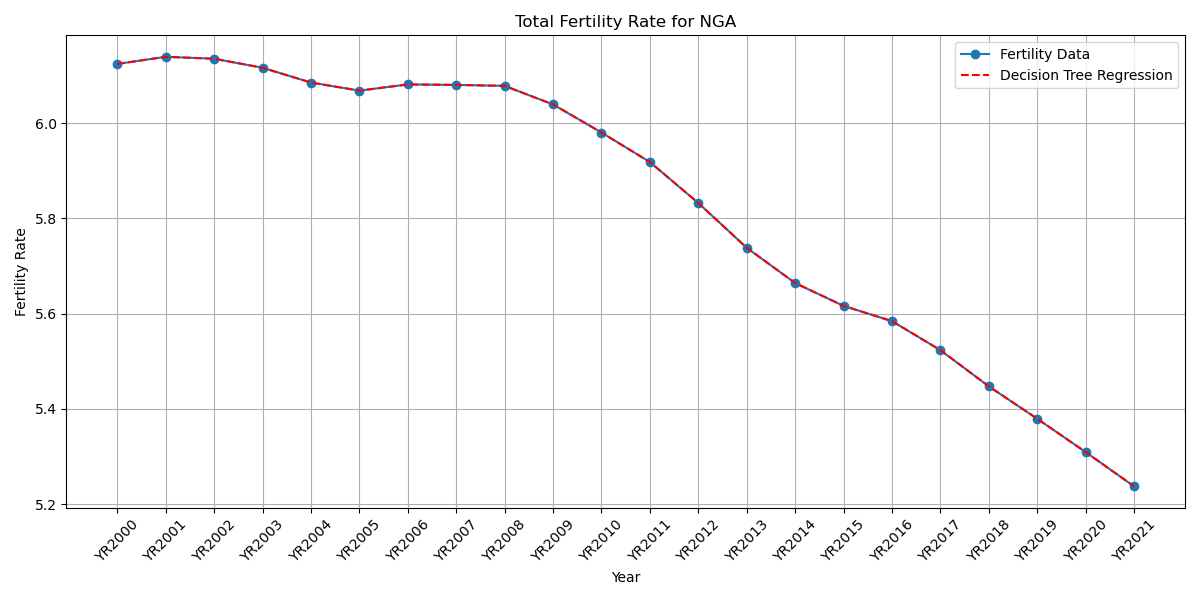 Total Fertility Rate for NGA
Fertility Data
Decision Tree Regression
Fertility Rate
6.0
5.8
5.6
5.4
5.2
YR2000
YR2001
YR2002
YR2003
YR2004
YR2005
YR2006
YR2007
YR2008
YR2009
YR2010
YR2011
YR2012
YR2013
YR2014
YR2015
YR2016
YR2017
YR2018
YR2019
YR2020
YR2021
Year